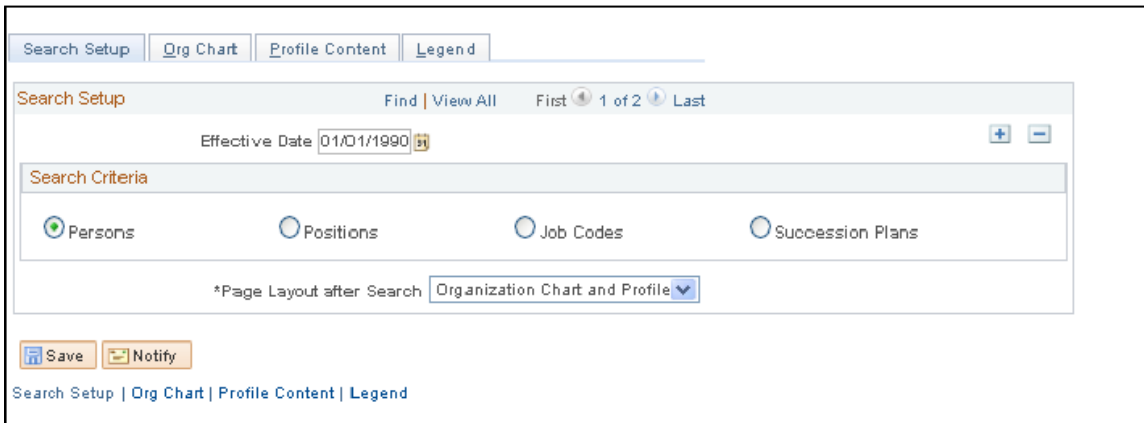 Search Setup Org Chart Profile Content Legend
Search Setup Find | View All First 1 of 2 Last
Effective Date 01/01/1990 31
Search Criteria
Persons Positions Job Codes Succession Plans
*Page Layout after Search Organization Chart and Profile
Save Notify
Search Setup | Org Chart | Profile Content | Legend